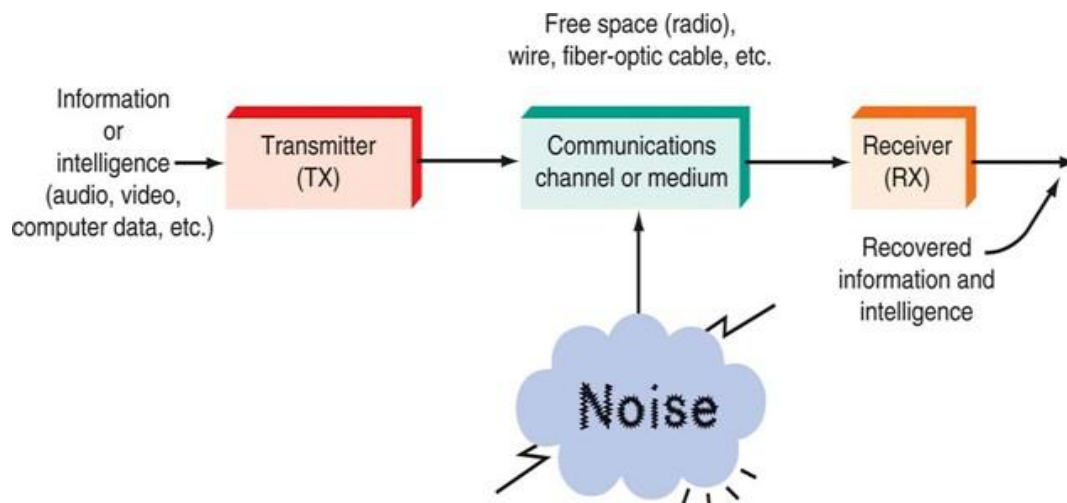 Free space (radio),
wire, fiber-optic cable, etc.
Information
or
intelligence
(audio, video,
computer data, etc.)
Transmitter
(TX)
Communications
channel or medium
Receiver
(RX)
Recovered
information and
intelligence
Noise